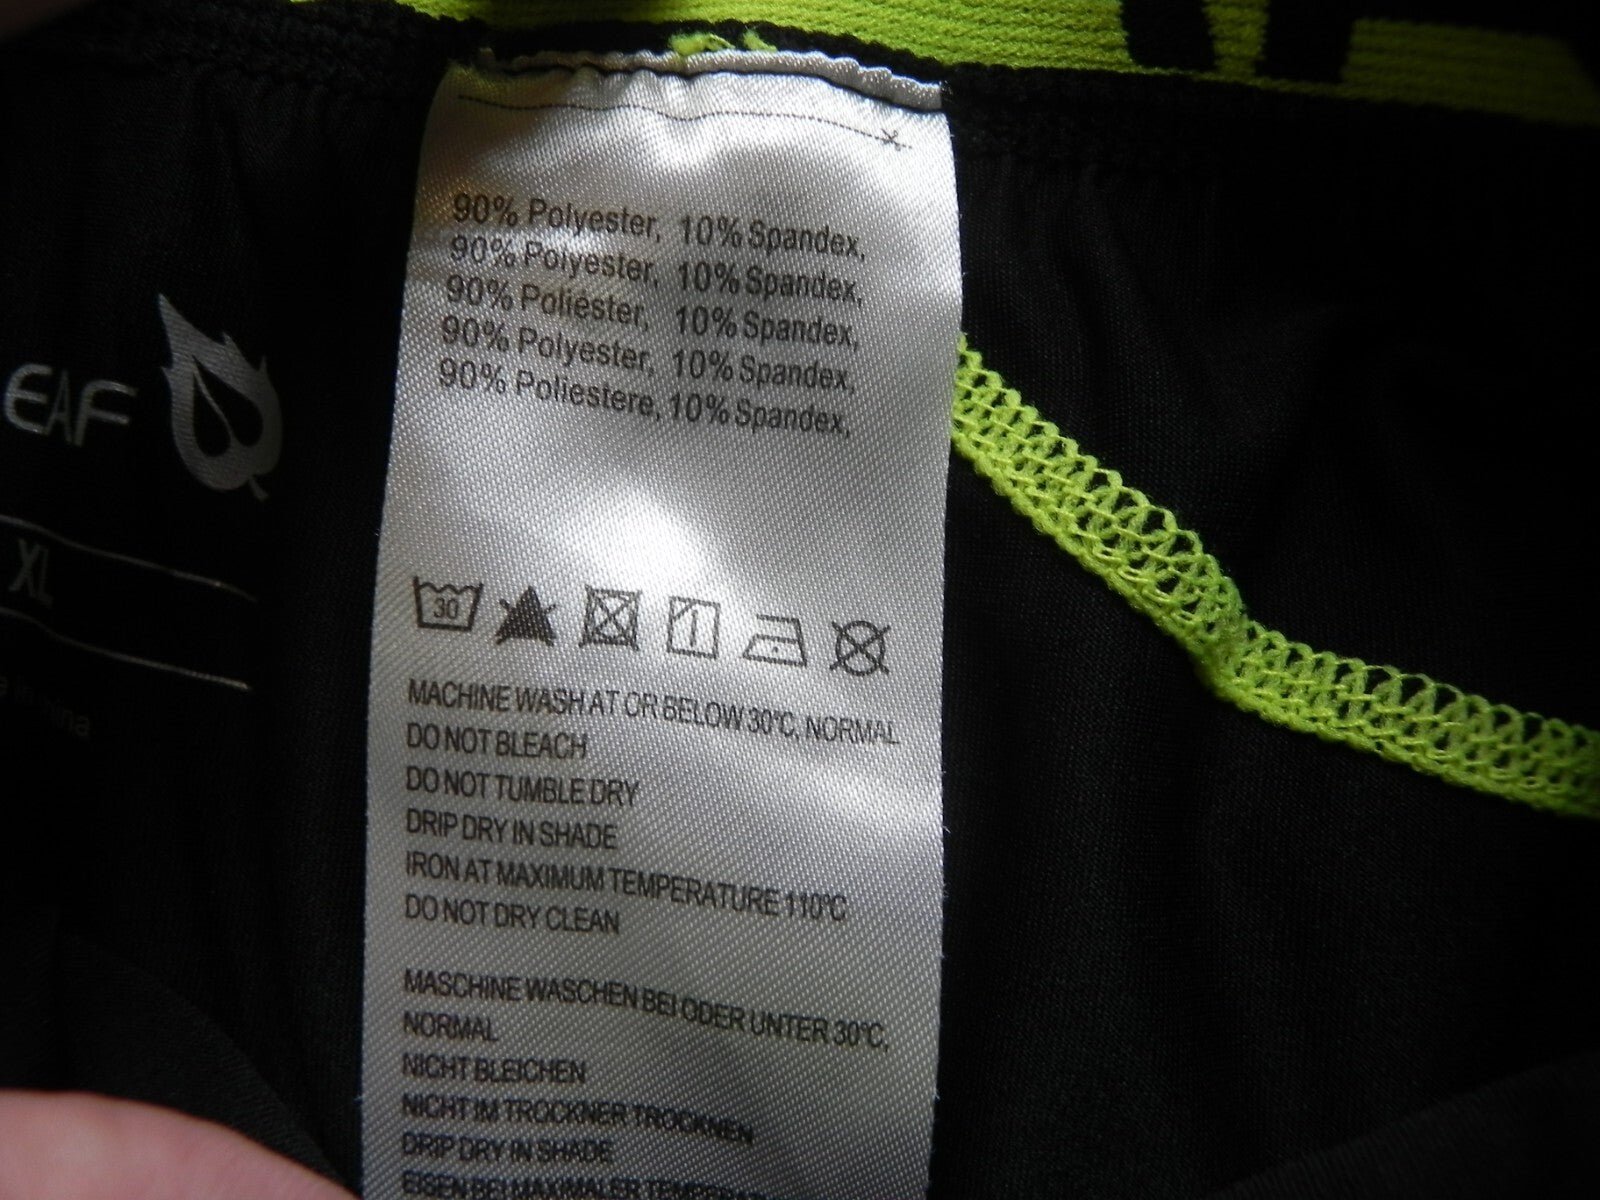 90% Polyester, 10% Spandex,
90% Polyester, 10% Spandex,
90% Poliéster, 10% Spandex,
90% Polyester, 10% Spandex,
90% Poliestere, 10% Spandex,
EAF
XL
30
MACHINE WASH AT OR BELOW 30°C, NORMAL
DO NOT BLEACH
DO NOT TUMBLE DRY
DRIP DRY IN SHADE
IRON AT MAXIMUM TEMPERATURE 110°C
DO NOT DRY CLEAN
MASCHINE WASCHEN BEI ODER UNTER 30°C,
NORMAL
NICHT BLEICHEN
NICHT IM TROCKNER TROCKNEN
DRIP DRY IN SHADE
EISEN BEI MAXIMALER